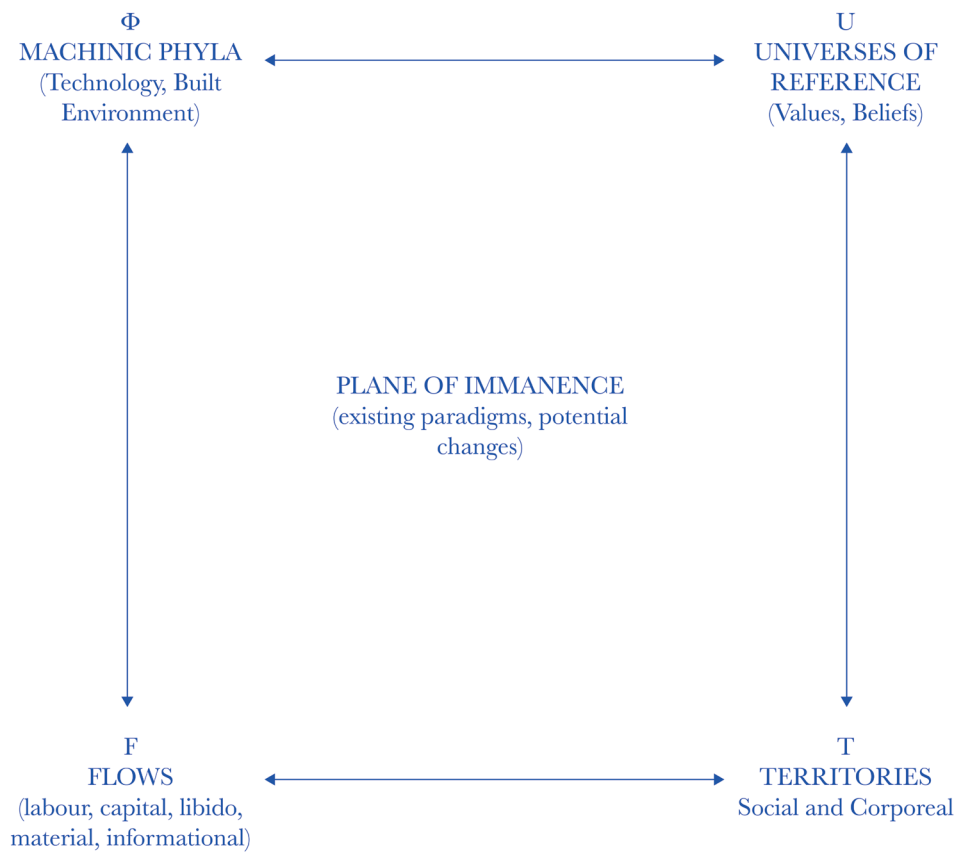 Φ
MACHINIC PHYLA
(Technology, Built
Environment)
U
UNIVERSES OF
REFERENCE
(Values, Beliefs)
PLANE OF IMMANENCE
(existing paradigms, potential
changes)
F
FLOWS
(labour, capital, libido,
material, informational)
T
TERRITORIES
Social and Corporeal